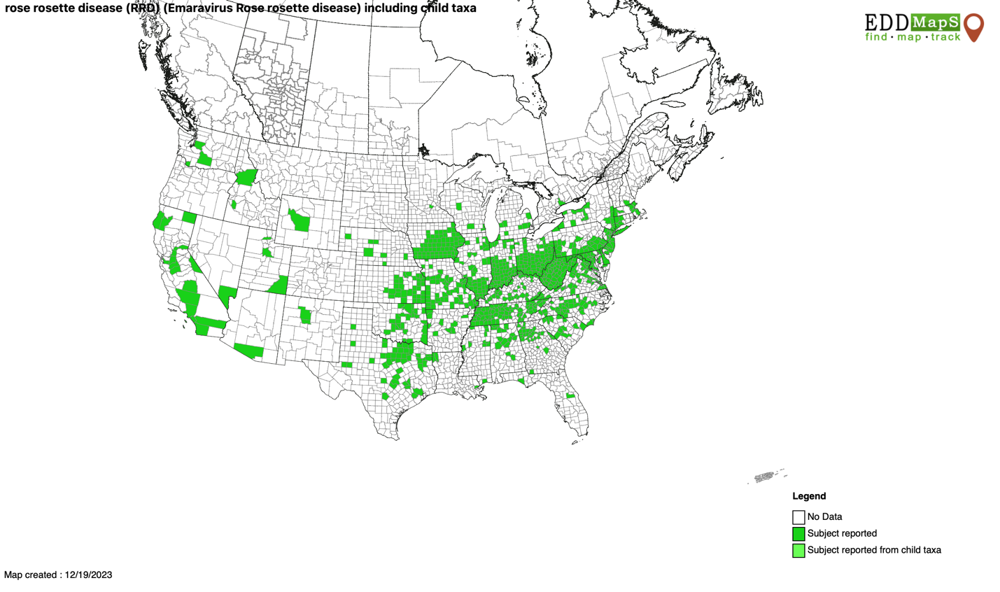 rose rosette disease (RRD) (Emaravirus Rose rosette disease) including child taxa
EDDMapS
find · map · track
Legend
No Data
Subject reported
Subject reported from child taxa
Map created : 12/19/2023